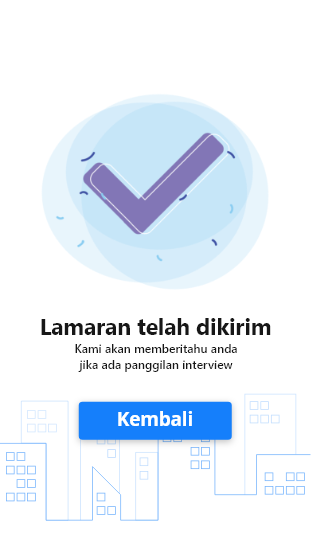 Lamaran telah dikirim
Kami akan memberitahu anda
jika ada panggilan interview
Kembali